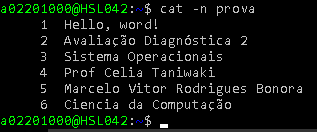 a02201000@HSL042:~$ cat -n prova
1 Hello, word!
2 Avaliação Diagnóstica 2
3 Sistema Operacionais
4 Prof Celia Taniwaki
5 Marcelo Vitor Rodrigues Bonora
6 Ciencia da Computação
a02201000@HSL042:~$